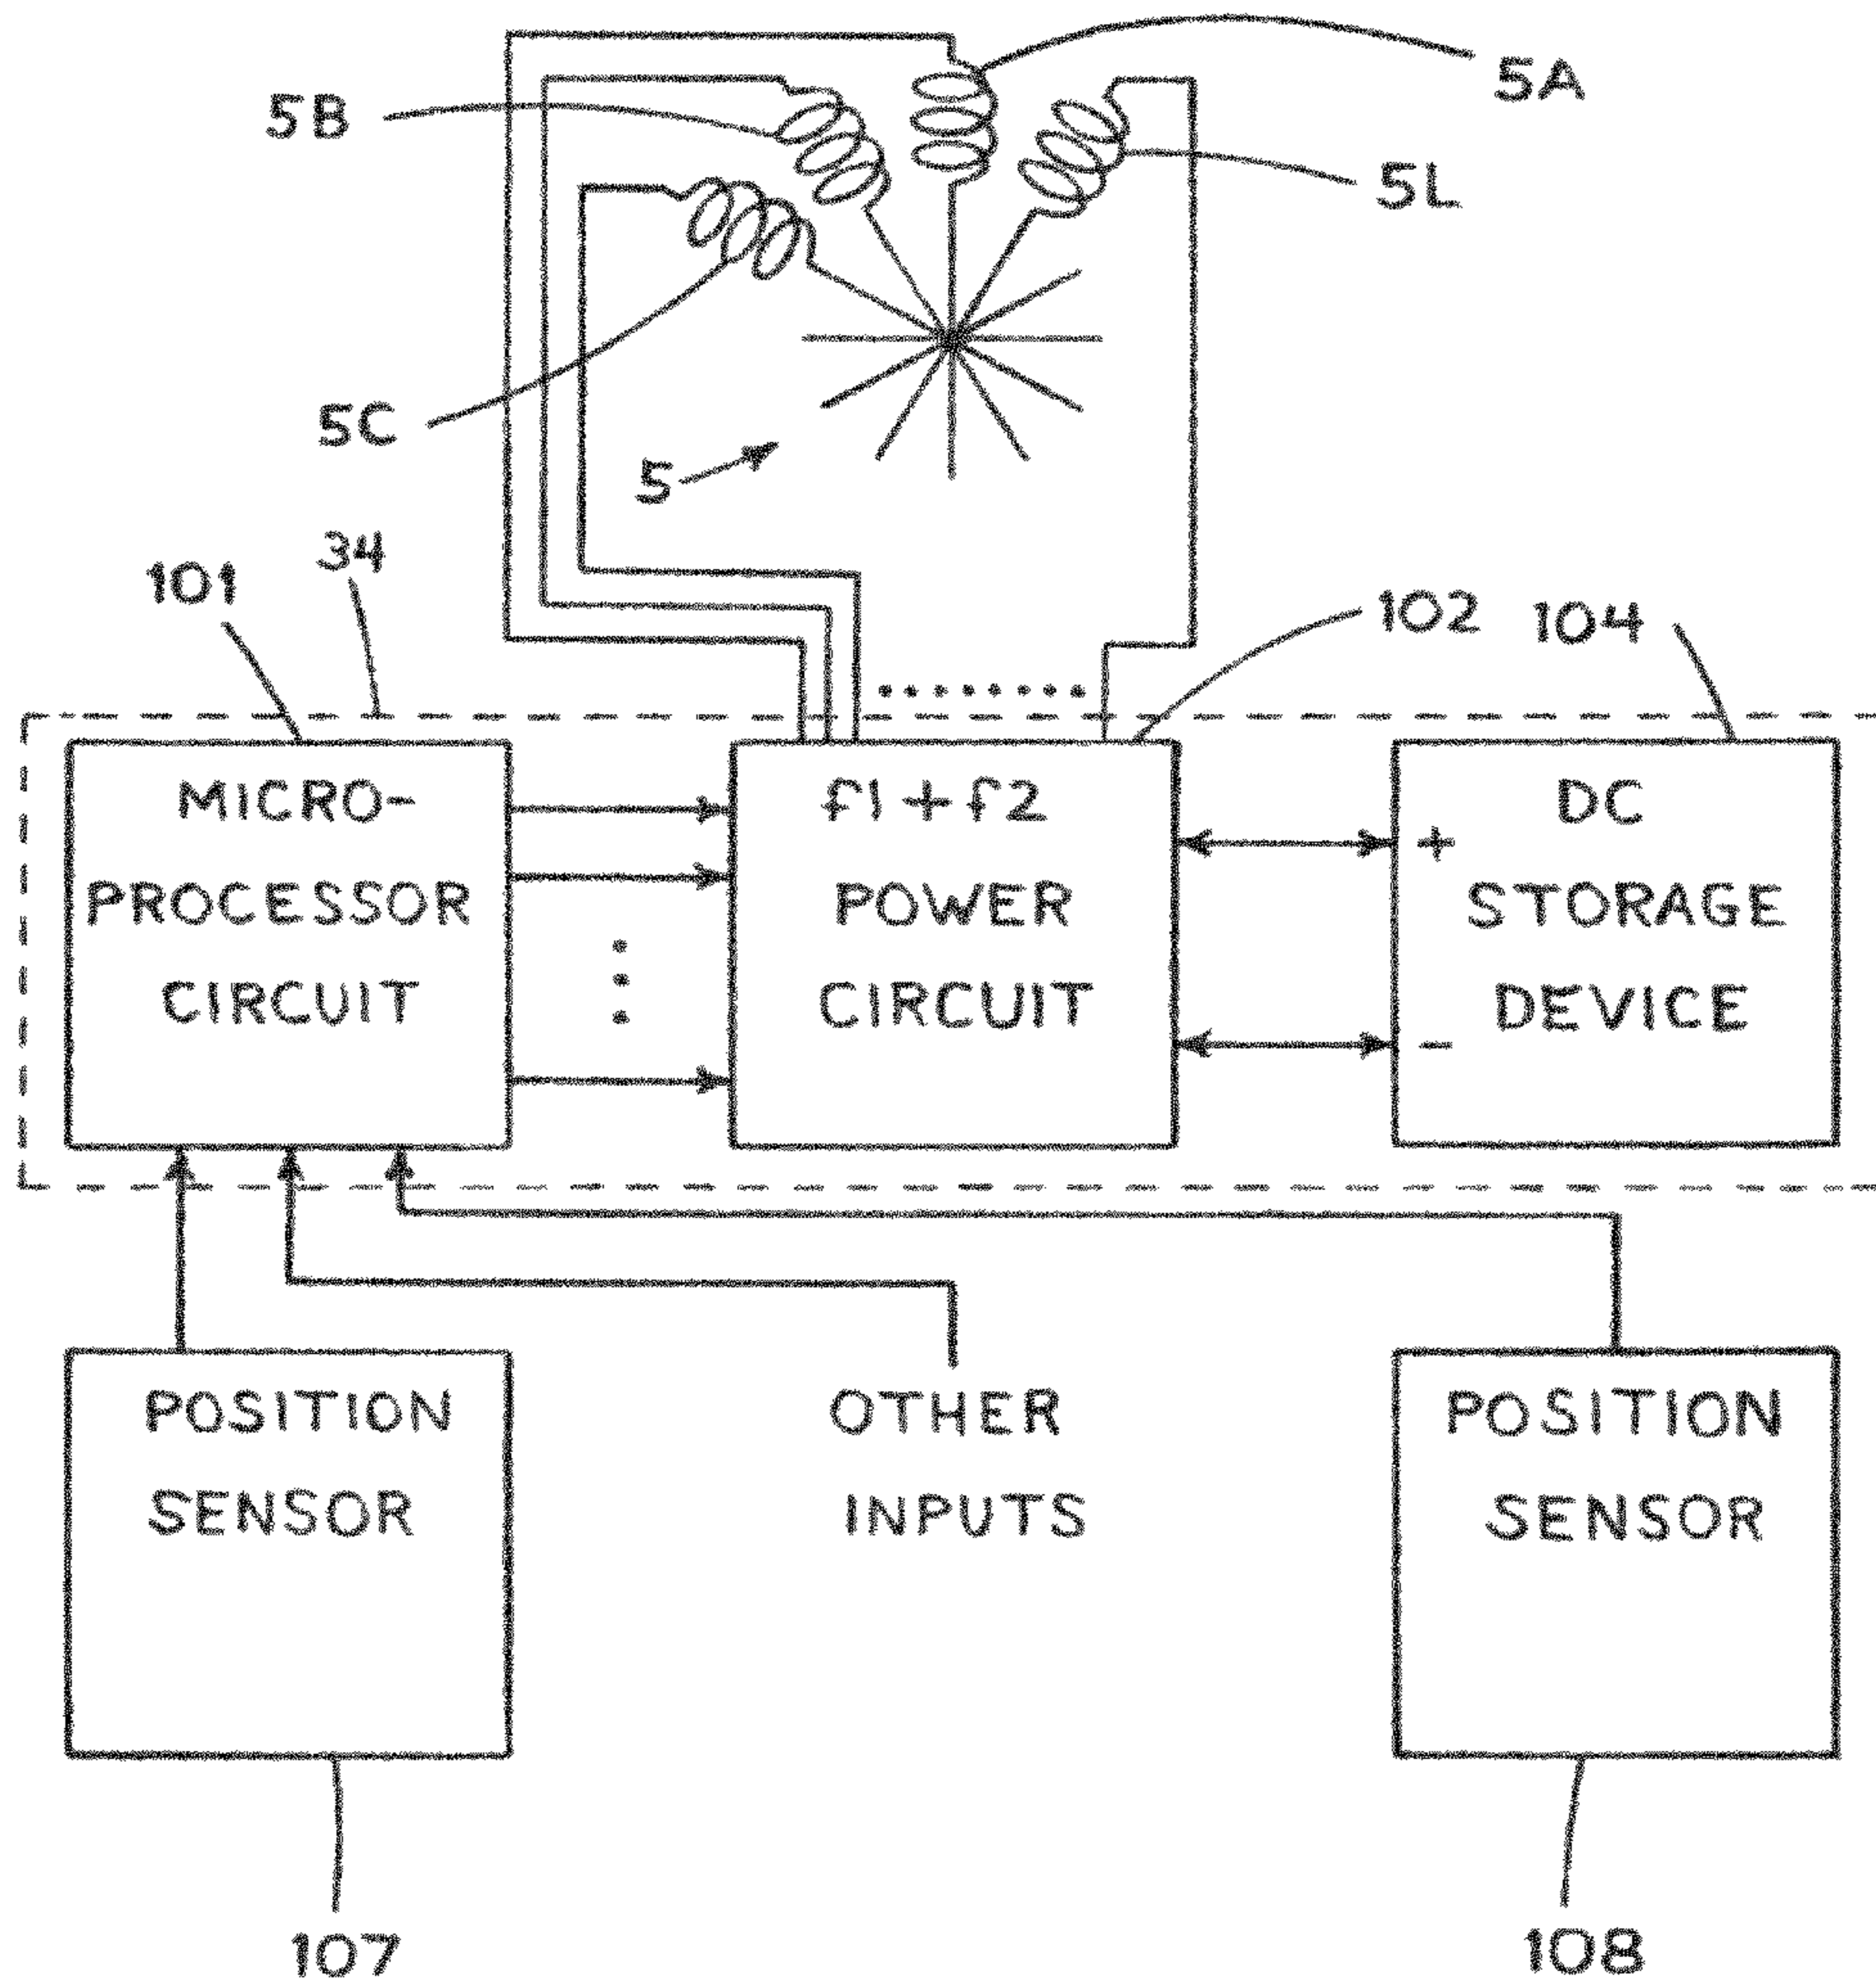 5A
5B
5L
5C
5
34
101
102
104
MICRO-
PROCESSOR
CIRCUIT
f1+f2
POWER
CIRCUIT
DC
+
STORAGE
DEVICE
-
POSITION
SENSOR
OTHER
INPUTS
POSITION
SENSOR
107
108